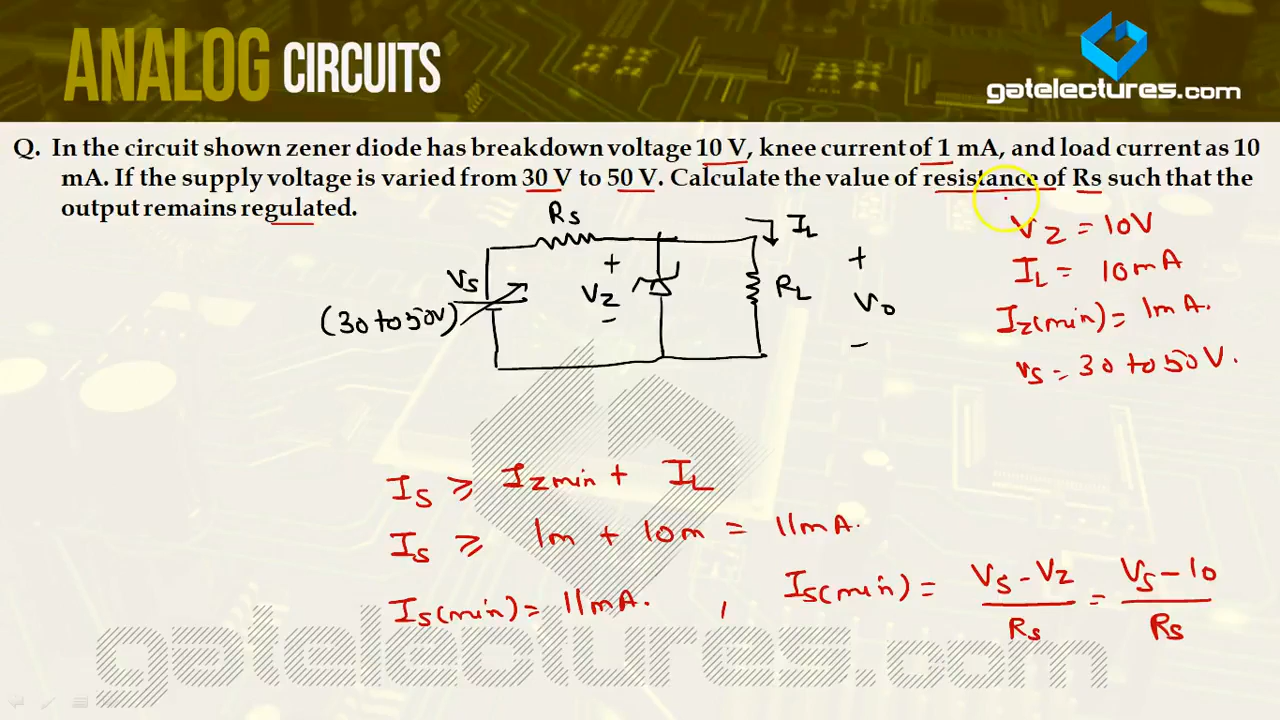 ANALOG CIRCUITS
gatelectures.com
Q. In the circuit shown zener diode has breakdown voltage 10 V, knee current of 1 mA, and load current as 10
mA. If the supply voltage is varied from 30 V to 50 V. Calculate the value of resistance of Rs such that the
output remains regulated.
Rs
IL
Vs
+
VZ
−
RL
+
Vo
−
(30 to 50V)
VZ = 10V
IL = 10mA
IZ(min) = 1mA.
Vs = 30 to 50V.
Is ≥ IZmin + IL
Is ≥ 1m + 10m = 11mA.
Is(min) = 11mA. , Is(min) = (Vs − VZ)/Rs = (Vs − 10)/Rs
gatelectures.com